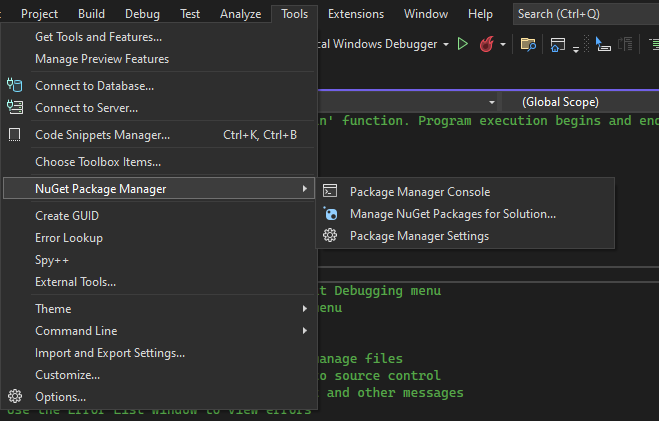 Project Build Debug Test Analyze Tools Extensions Window Help Search (Ctrl+Q)
Get Tools and Features...
Manage Preview Features
cal Windows Debugger
Connect to Database...
Connect to Server...
(Global Scope)
in' function. Program execution begins and end
Code Snippets Manager... Ctrl+K, Ctrl+B
Choose Toolbox Items...
NuGet Package Manager
Package Manager Console
Manage NuGet Packages for Solution...
Package Manager Settings
Create GUID
Error Lookup
Spy++
External Tools...
t Debugging menu
Theme
enu
Command Line
Import and Export Settings...
anage files
Customize...
o source control
Options...
and other messages
Use the Error List window to view errors